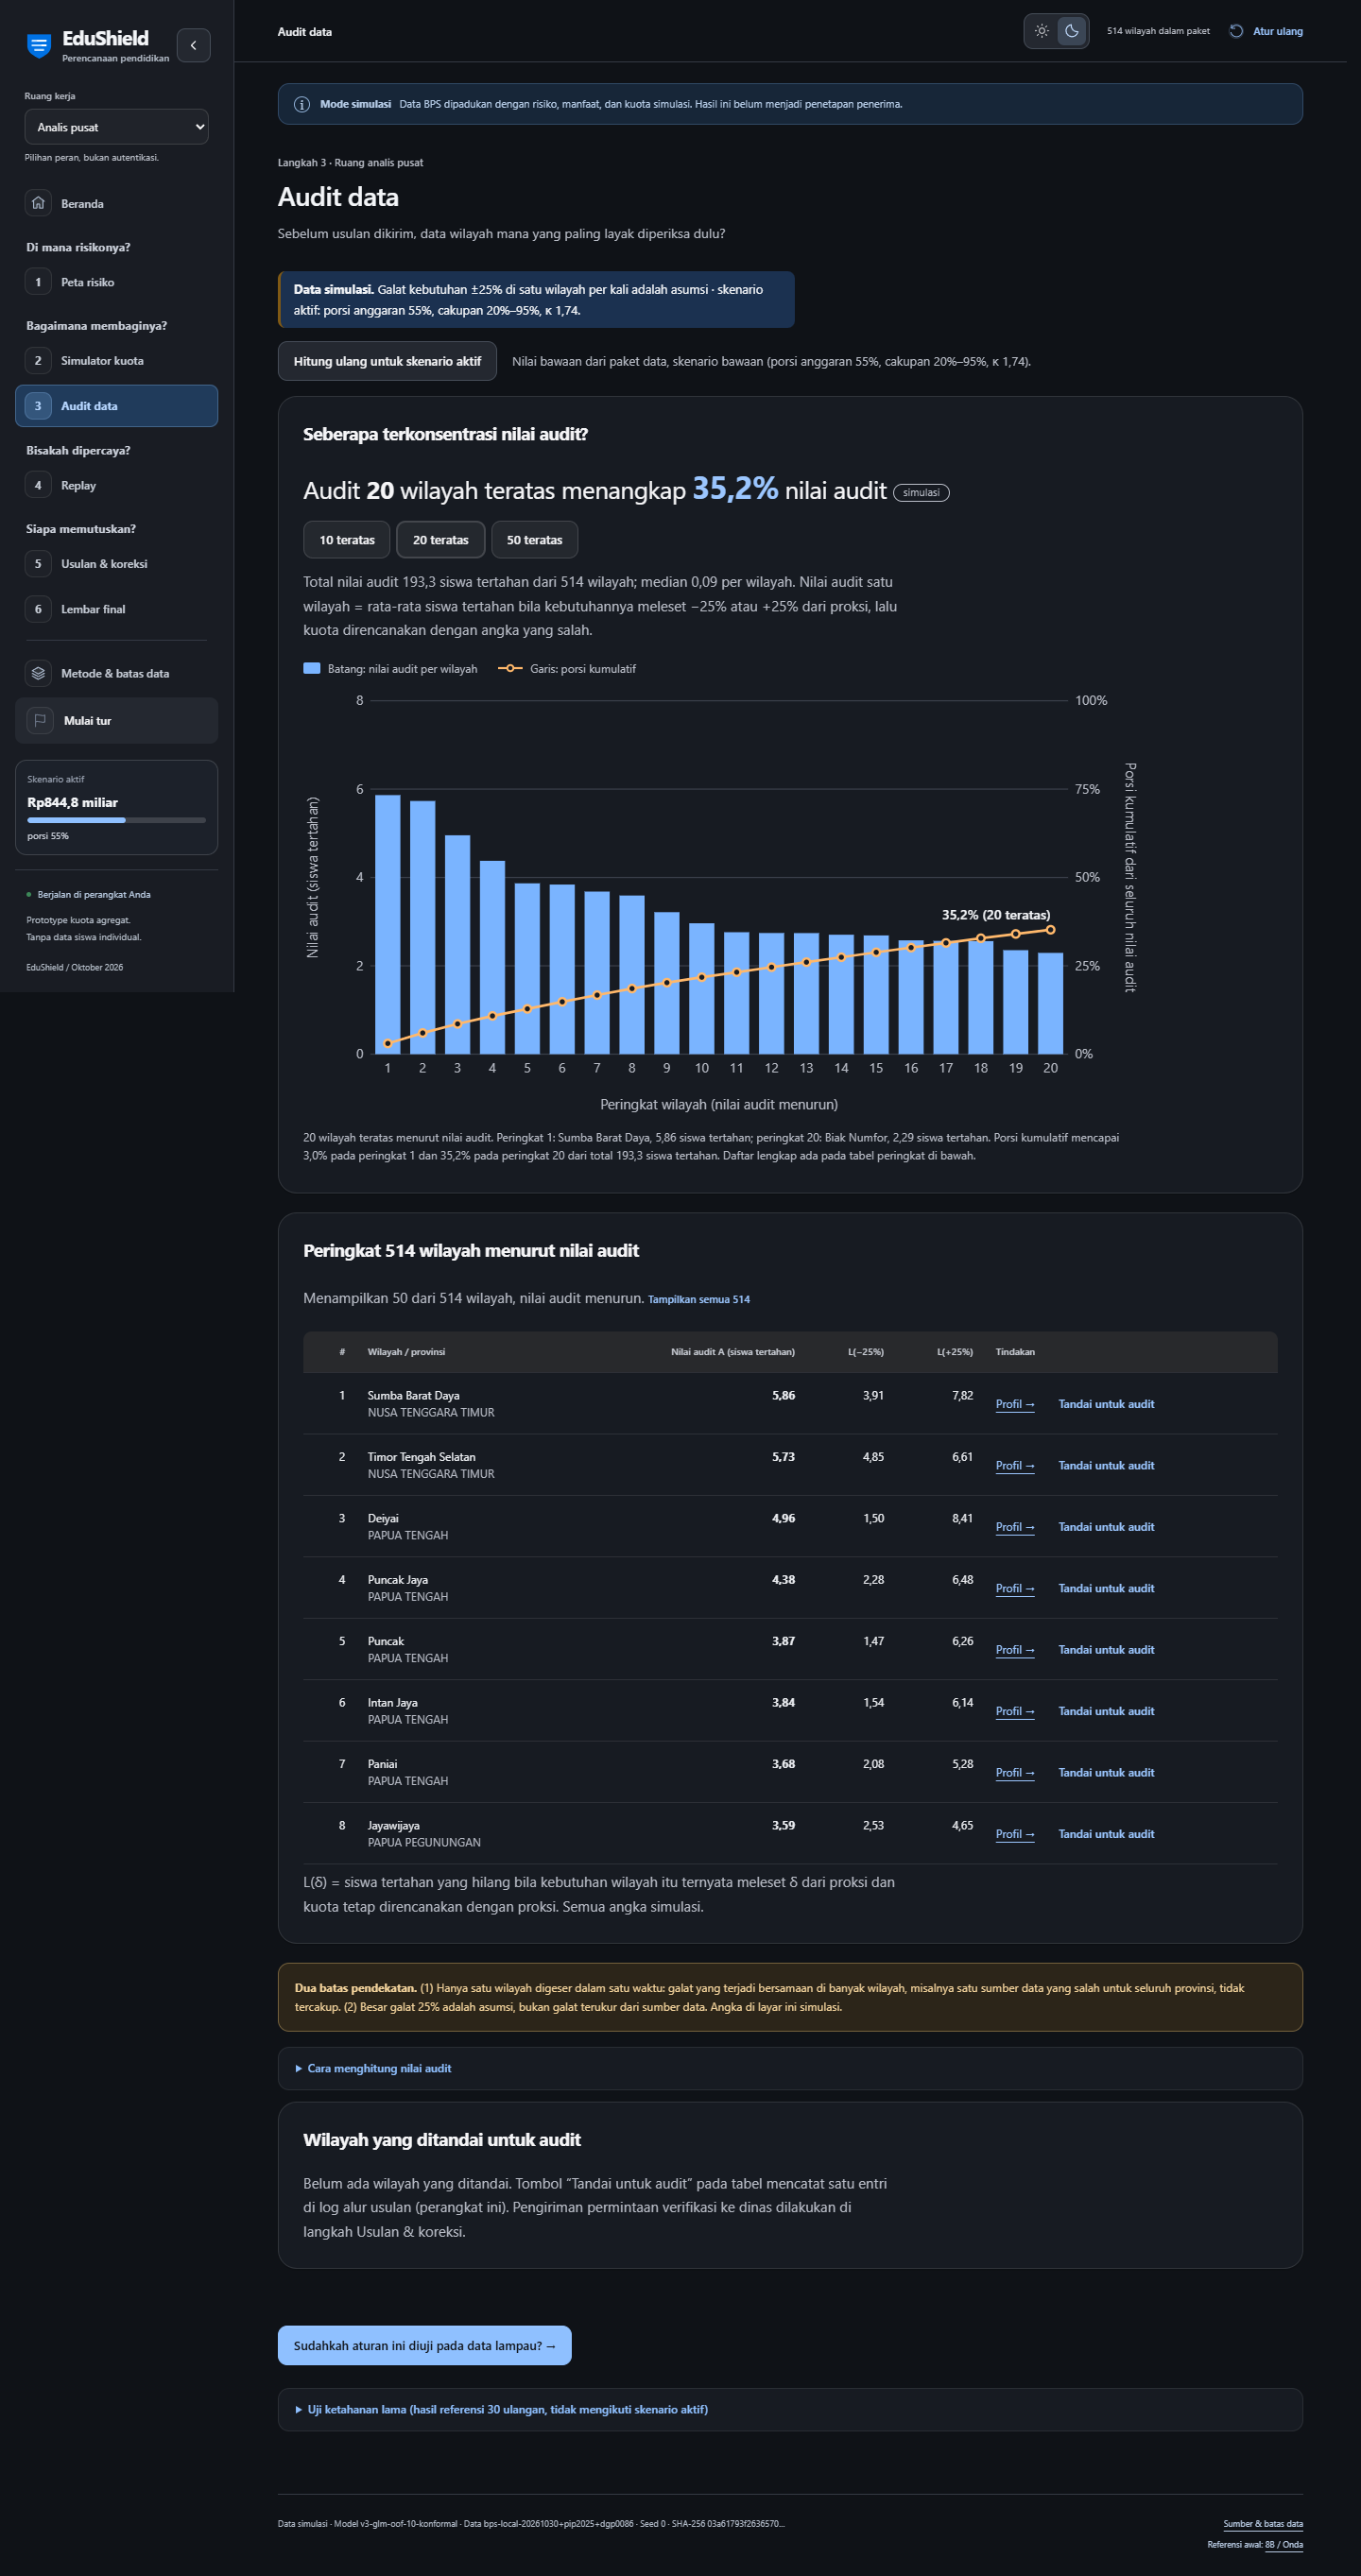 EduShield
Perencanaan pendidikan
Ruang kerja
Analis pusat
Pilihan peran, bukan autentikasi.
Beranda
Di mana risikonya?
1 Peta risiko
Bagaimana membaginya?
2 Simulator kuota
3 Audit data
Bisakah dipercaya?
4 Replay
Siapa memutuskan?
5 Usulan & koreksi
6 Lembar final
Metode & batas data
Mulai tur
Skenario aktif
Rp844,8 miliar
porsi 55%
Berjalan di perangkat Anda
Prototype kuota agregat.
Tanpa data siswa individual.
EduShield / Oktober 2026
Audit data
514 wilayah dalam paket
Atur ulang
Mode simulasi Data BPS dipadukan dengan risiko, manfaat, dan kuota simulasi. Hasil ini belum menjadi penetapan penerima.
Langkah 3 · Ruang analis pusat
Audit data
Sebelum usulan dikirim, data wilayah mana yang paling layak diperiksa dulu?
Data simulasi. Galat kebutuhan ±25% di satu wilayah per kali adalah asumsi · skenario
aktif: porsi anggaran 55%, cakupan 20%–95%, κ 1,74.
Hitung ulang untuk skenario aktif
Nilai bawaan dari paket data, skenario bawaan (porsi anggaran 55%, cakupan 20%–95%, κ 1,74).
Seberapa terkonsentrasi nilai audit?
Audit 20 wilayah teratas menangkap 35,2% nilai audit simulasi
10 teratas 20 teratas 50 teratas
Total nilai audit 193,3 siswa tertahan dari 514 wilayah; median 0,09 per wilayah. Nilai audit satu
wilayah = rata-rata siswa tertahan bila kebutuhannya meleset −25% atau +25% dari proksi, lalu
kuota direncanakan dengan angka yang salah.
Batang: nilai audit per wilayah Garis: porsi kumulatif
Nilai audit (siswa tertahan)
8 100%
6 75%
4 50%
2 25%
0 0%
35,2% (20 teratas)
Porsi kumulatif dari seluruh nilai audit
1 2 3 4 5 6 7 8 9 10 11 12 13 14 15 16 17 18 19 20
Peringkat wilayah (nilai audit menurun)
20 wilayah teratas menurut nilai audit. Peringkat 1: Sumba Barat Daya, 5,86 siswa tertahan; peringkat 20: Biak Numfor, 2,29 siswa tertahan. Porsi kumulatif mencapai
3,0% pada peringkat 1 dan 35,2% pada peringkat 20 dari total 193,3 siswa tertahan. Daftar lengkap ada pada tabel peringkat di bawah.
Peringkat 514 wilayah menurut nilai audit
Menampilkan 50 dari 514 wilayah, nilai audit menurun. Tampilkan semua 514
# Wilayah / provinsi Nilai audit A (siswa tertahan) L(−25%) L(+25%) Tindakan
1 Sumba Barat Daya 5,86 3,91 7,82 Profil → Tandai untuk audit
NUSA TENGGARA TIMUR
2 Timor Tengah Selatan 5,73 4,85 6,61 Profil → Tandai untuk audit
NUSA TENGGARA TIMUR
3 Deiyai 4,96 1,50 8,41 Profil → Tandai untuk audit
PAPUA TENGAH
4 Puncak Jaya 4,38 2,28 6,48 Profil → Tandai untuk audit
PAPUA TENGAH
5 Puncak 3,87 1,47 6,26 Profil → Tandai untuk audit
PAPUA TENGAH
6 Intan Jaya 3,84 1,54 6,14 Profil → Tandai untuk audit
PAPUA TENGAH
7 Paniai 3,68 2,08 5,28 Profil → Tandai untuk audit
PAPUA TENGAH
8 Jayawijaya 3,59 2,53 4,65 Profil → Tandai untuk audit
PAPUA PEGUNUNGAN
L(δ) = siswa tertahan yang hilang bila kebutuhan wilayah itu ternyata meleset δ dari proksi dan
kuota tetap direncanakan dengan proksi. Semua angka simulasi.
Dua batas pendekatan. (1) Hanya satu wilayah digeser dalam satu waktu: galat yang terjadi bersamaan di banyak wilayah, misalnya satu sumber data yang salah untuk seluruh provinsi, tidak
tercakup. (2) Besar galat 25% adalah asumsi, bukan galat terukur dari sumber data. Angka di layar ini simulasi.
Cara menghitung nilai audit
Wilayah yang ditandai untuk audit
Belum ada wilayah yang ditandai. Tombol “Tandai untuk audit” pada tabel mencatat satu entri
di log alur usulan (perangkat ini). Pengiriman permintaan verifikasi ke dinas dilakukan di
langkah Usulan & koreksi.
Sudahkah aturan ini diuji pada data lampau? →
Uji ketahanan lama (hasil referensi 30 ulangan, tidak mengikuti skenario aktif)
Data simulasi · Model v3-glm-oof-10-konformal · Data bps-local-20261030+pip2025+dgp0086 · Seed 0 · SHA-256 03a61793f2636570…
Sumber & batas data
Referensi awal: 8B / Onda